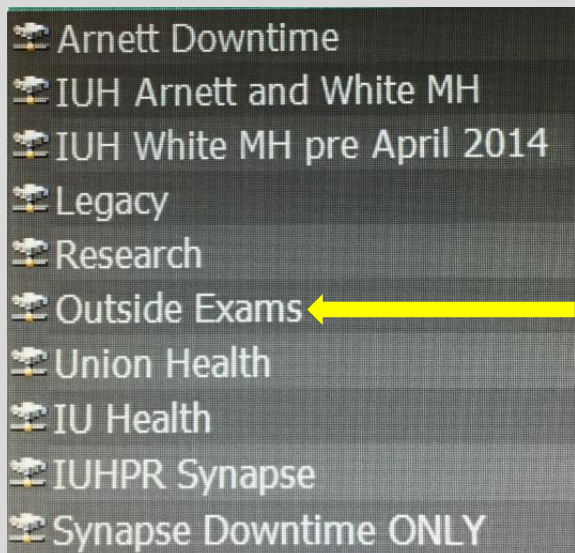 Arnett Downtime
IUH Arnett and White MH
IUH White MH pre April 2014
Legacy
Research
Outside Exams
Union Health
IU Health
IUHPR Synapse
Synapse Downtime ONLY